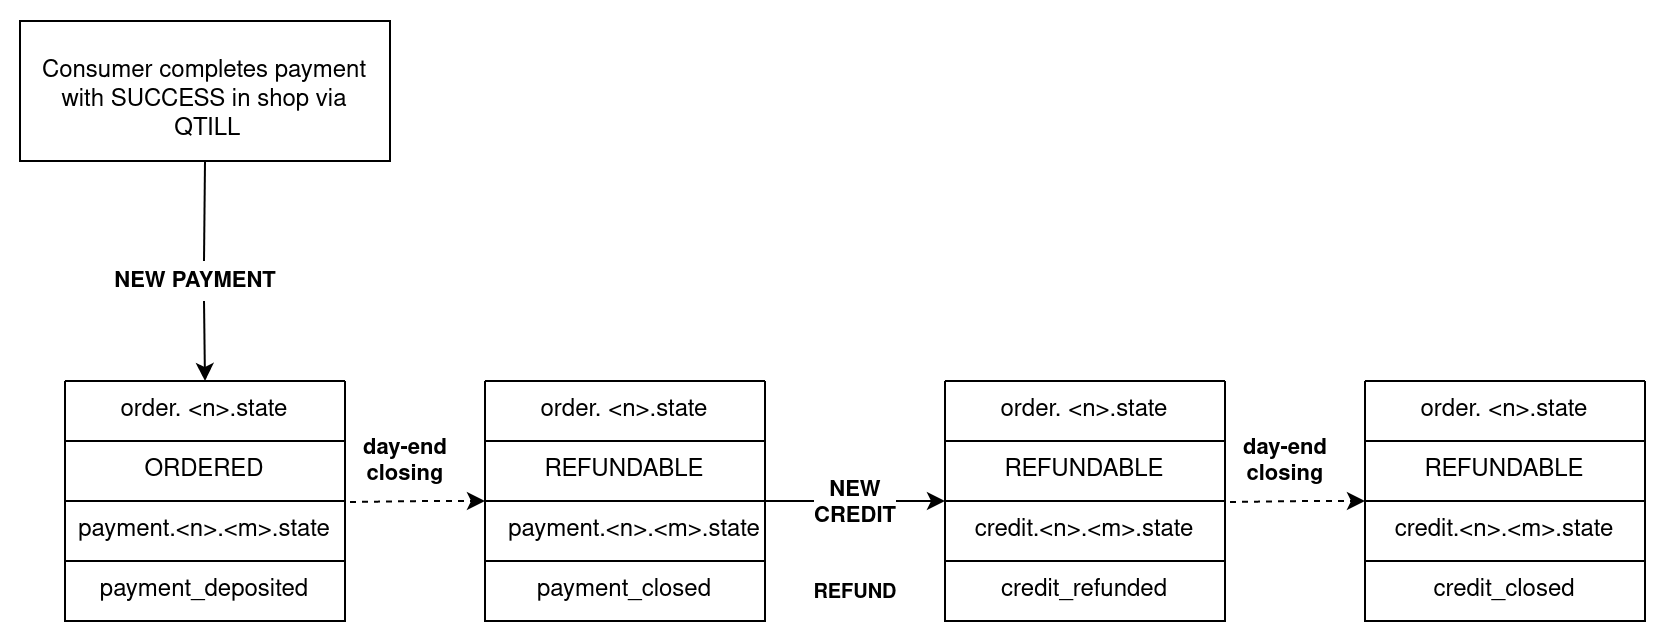 Consumer completes payment
with SUCCESS in shop via
QTILL
NEW PAYMENT
order. <n>.state
ORDERED
payment.<n>.<m>.state
payment_deposited
day-end
closing
order. <n>.state
REFUNDABLE
payment.<n>.<m>.state
payment_closed
NEW
CREDIT
REFUND
order. <n>.state
REFUNDABLE
credit.<n>.<m>.state
credit_refunded
day-end
closing
order. <n>.state
REFUNDABLE
credit.<n>.<m>.state
credit_closed